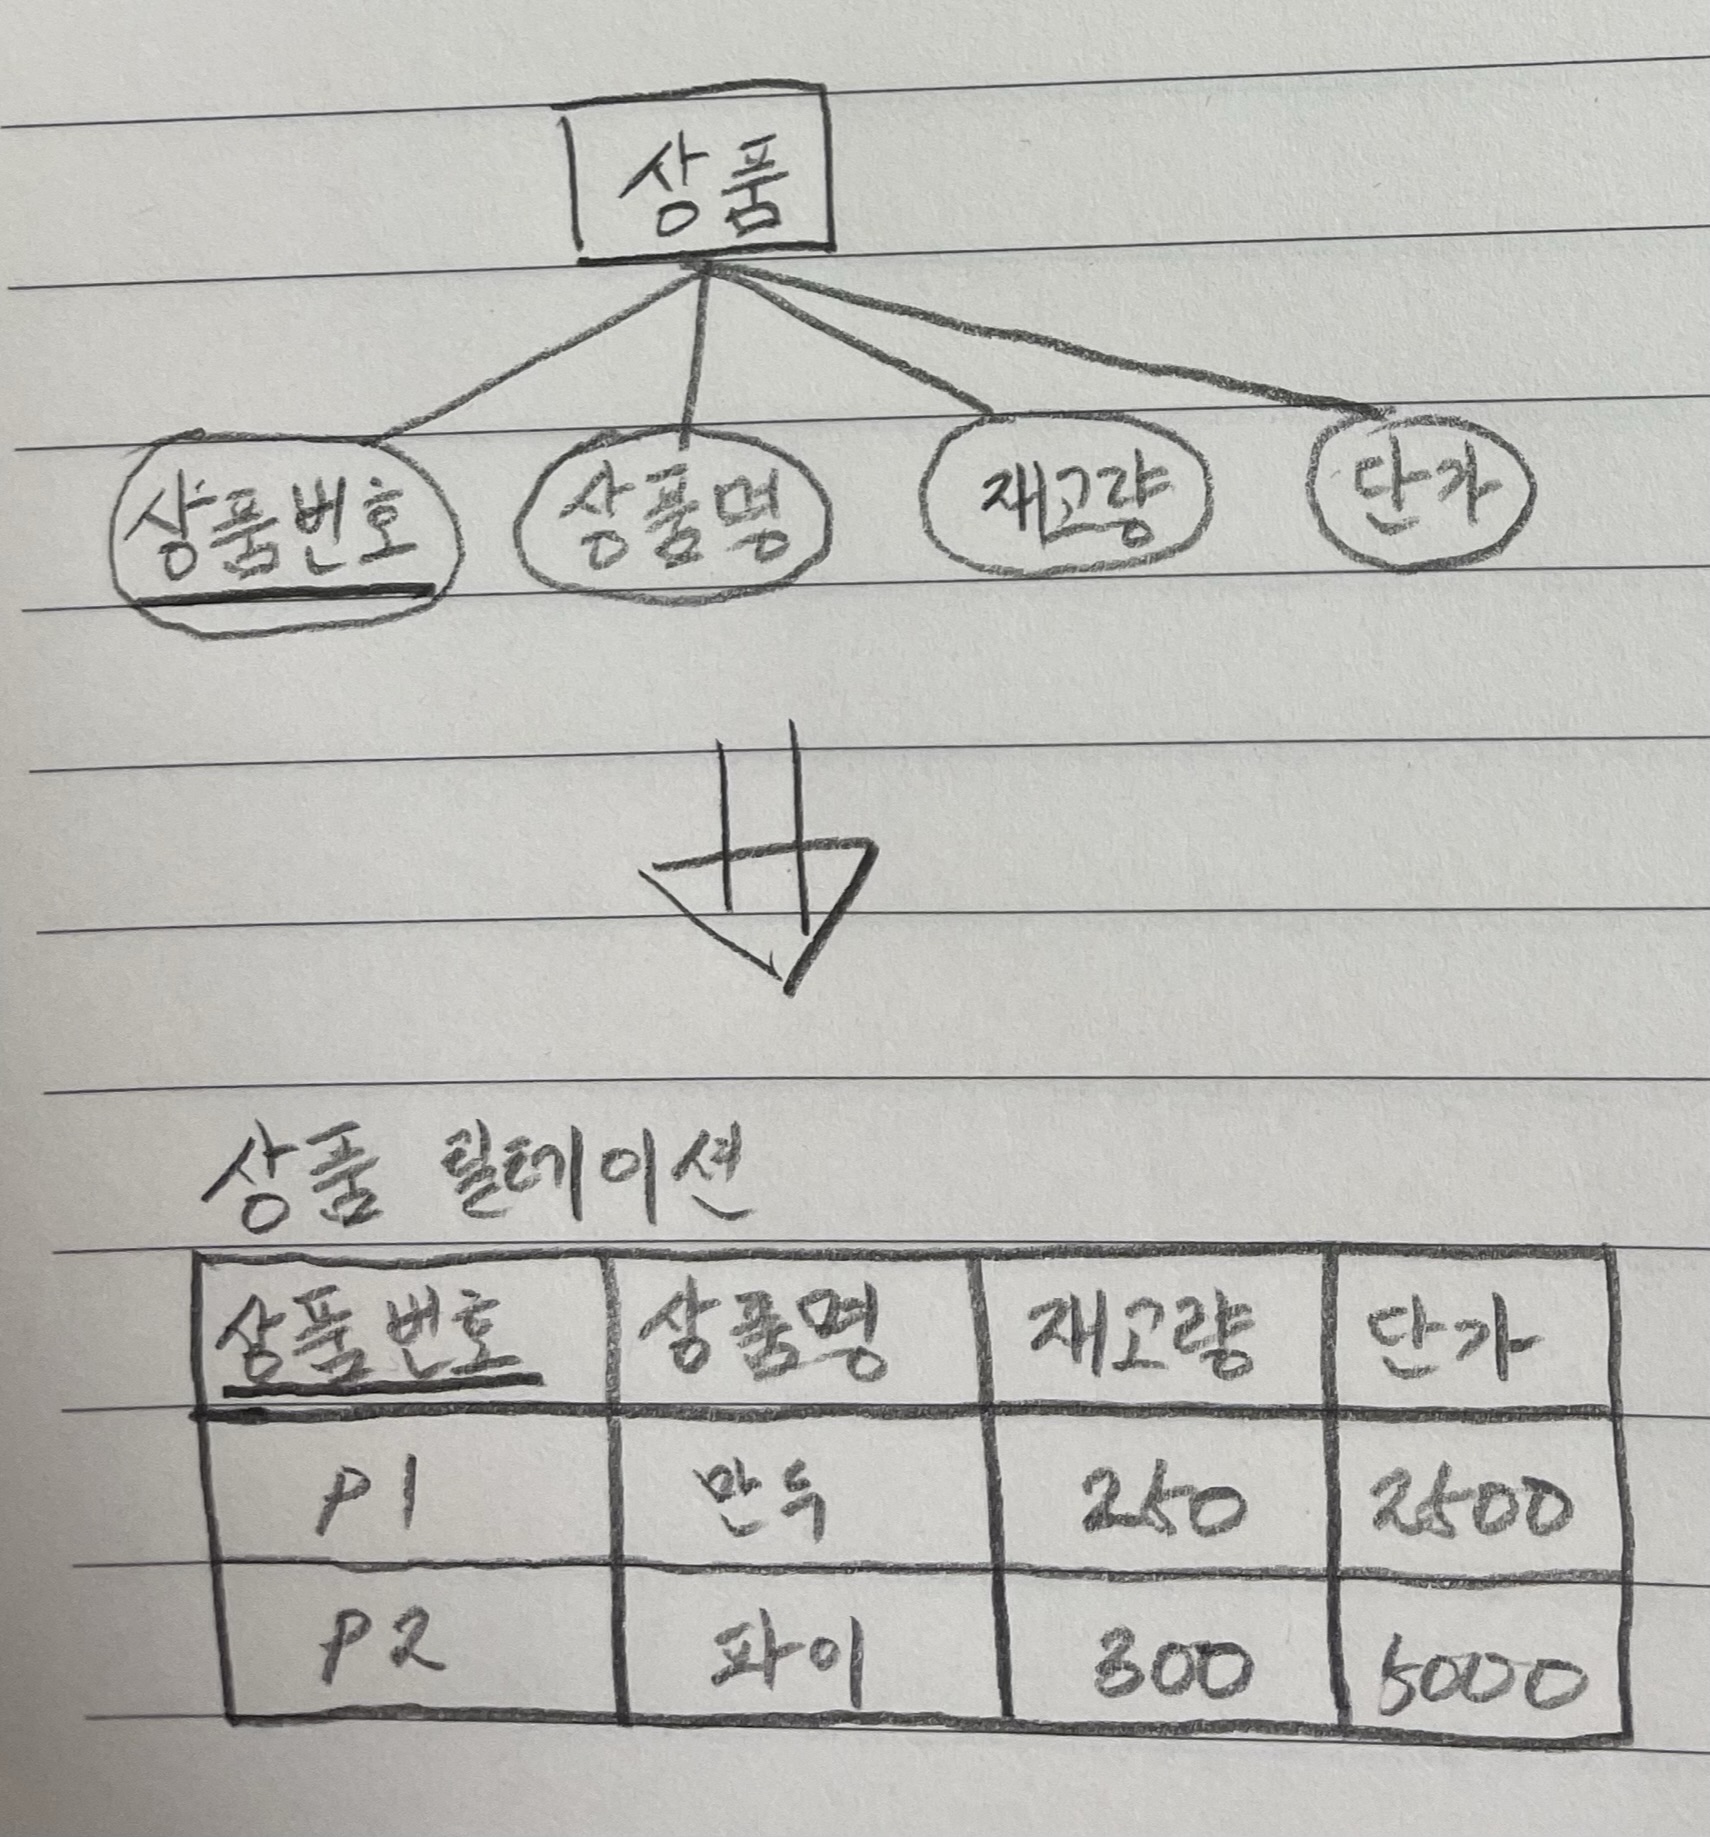 상품
상품번호 상품명 재고량 단가
상품 릴테이션
상품번호 상품명 재고량 단가
P1 만두 250 2500
P2 파이 300 5000